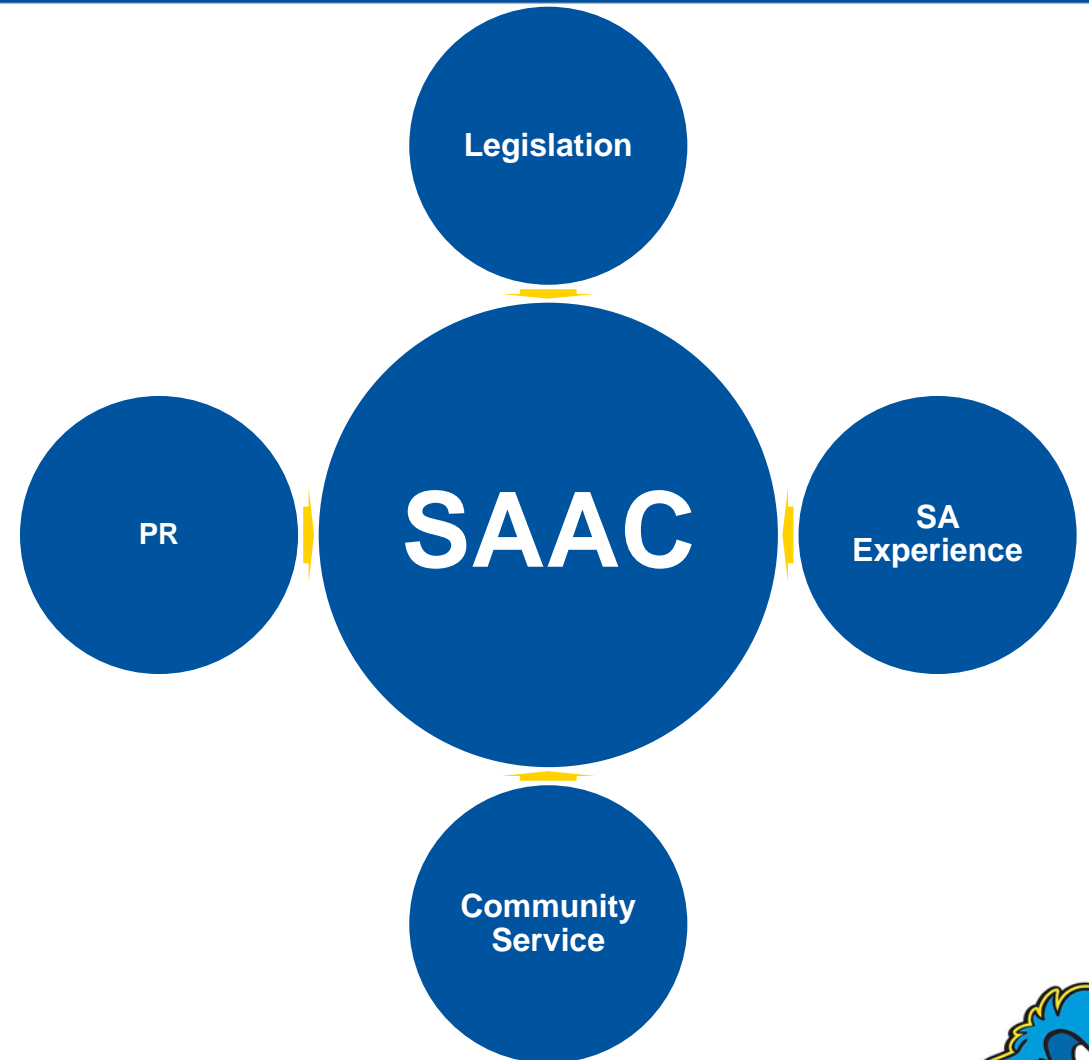 Legislation
PR
SAAC
SA
Experience
Community
Service